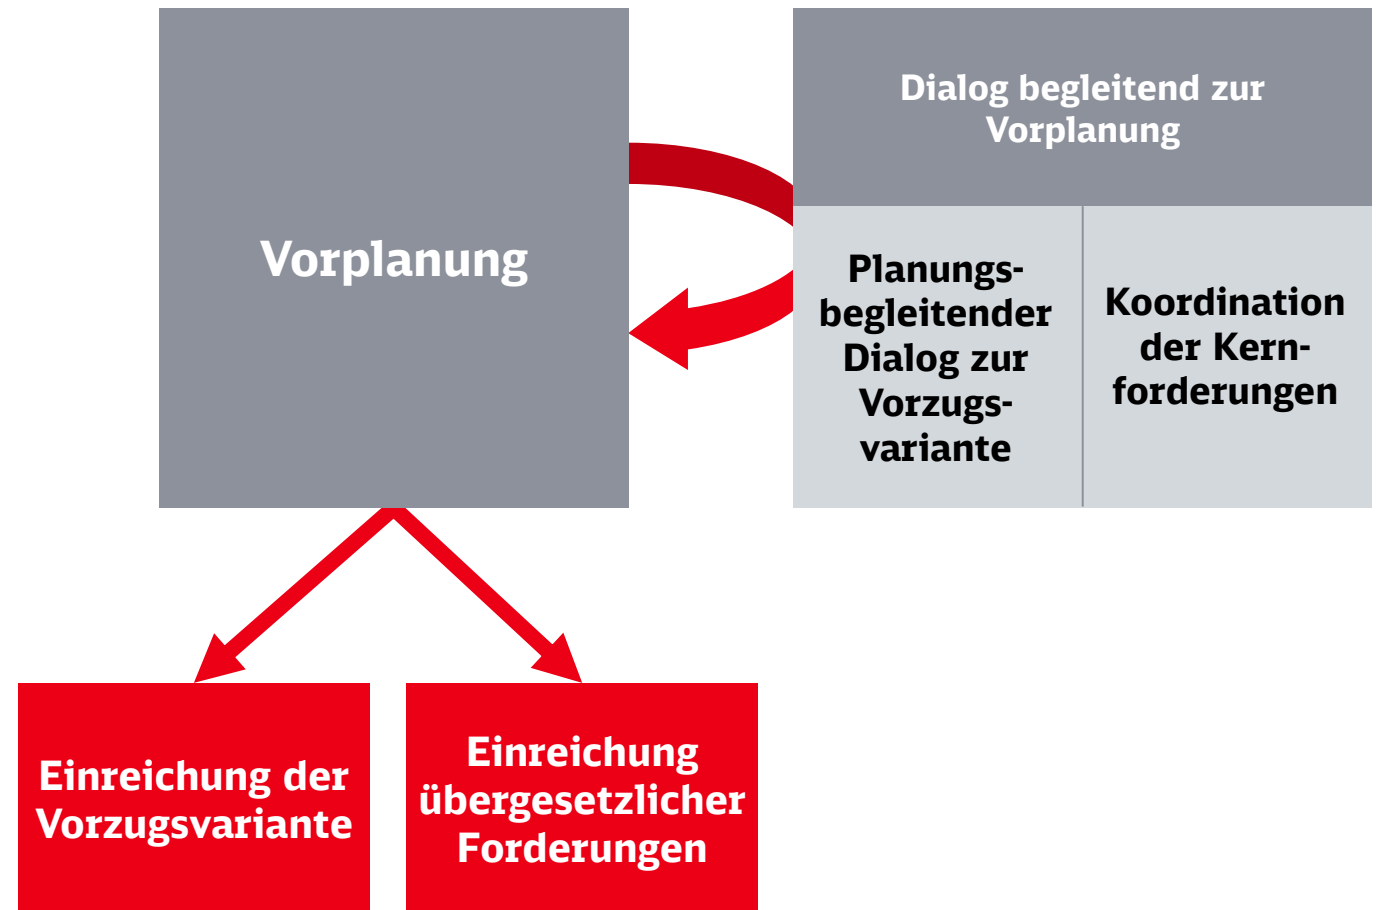 Vorplanung
Dialog begleitend zur
Vorplanung
Planungs-
begleitender
Dialog zur
Vorzugs-
variante
Koordination
der Kern-
forderungen
Einreichung der
Vorzugsvariante
Einreichung
übergesetzlicher
Forderungen